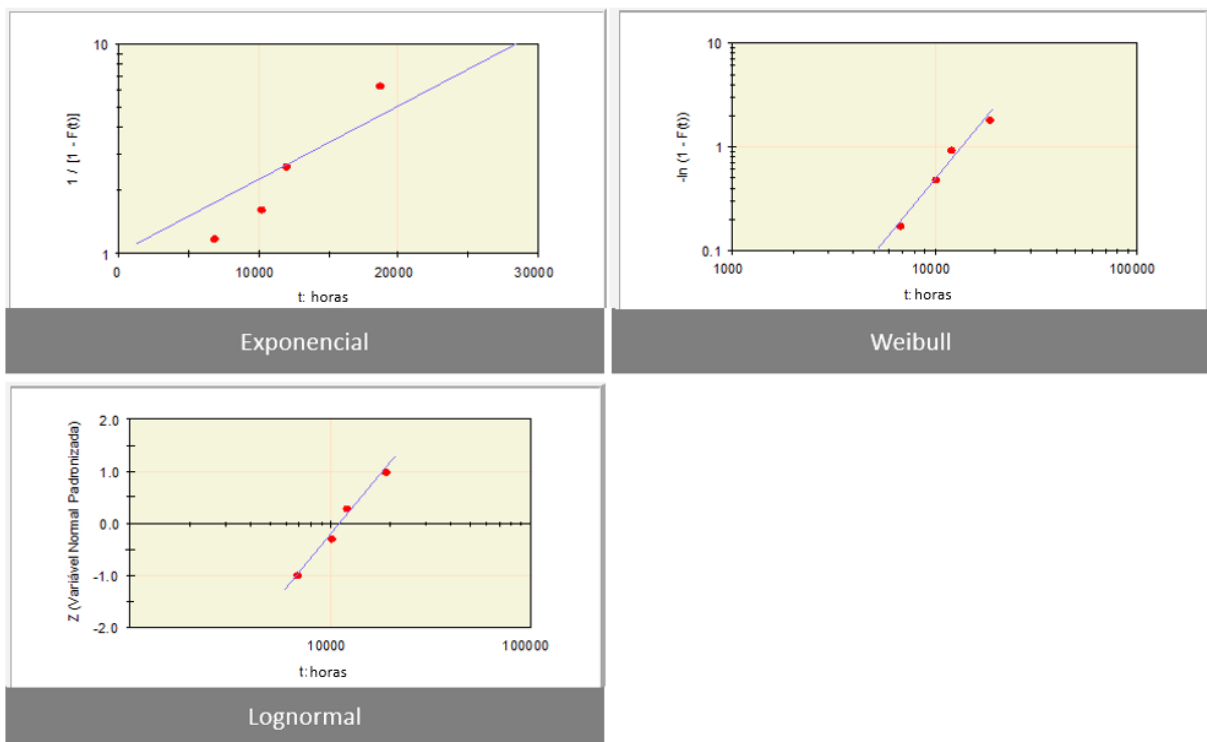 10
1 / [1 - F(t)]
1
0 10000 20000 30000
t: horas
Exponencial
10
-ln (1 - F(t))
1
0.1
1000 10000 100000
t: horas
Weibull
2.0
1.0
Z (Variável Normal Padronizada)
0.0
-1.0
-2.0
10000 100000
t: horas
Lognormal